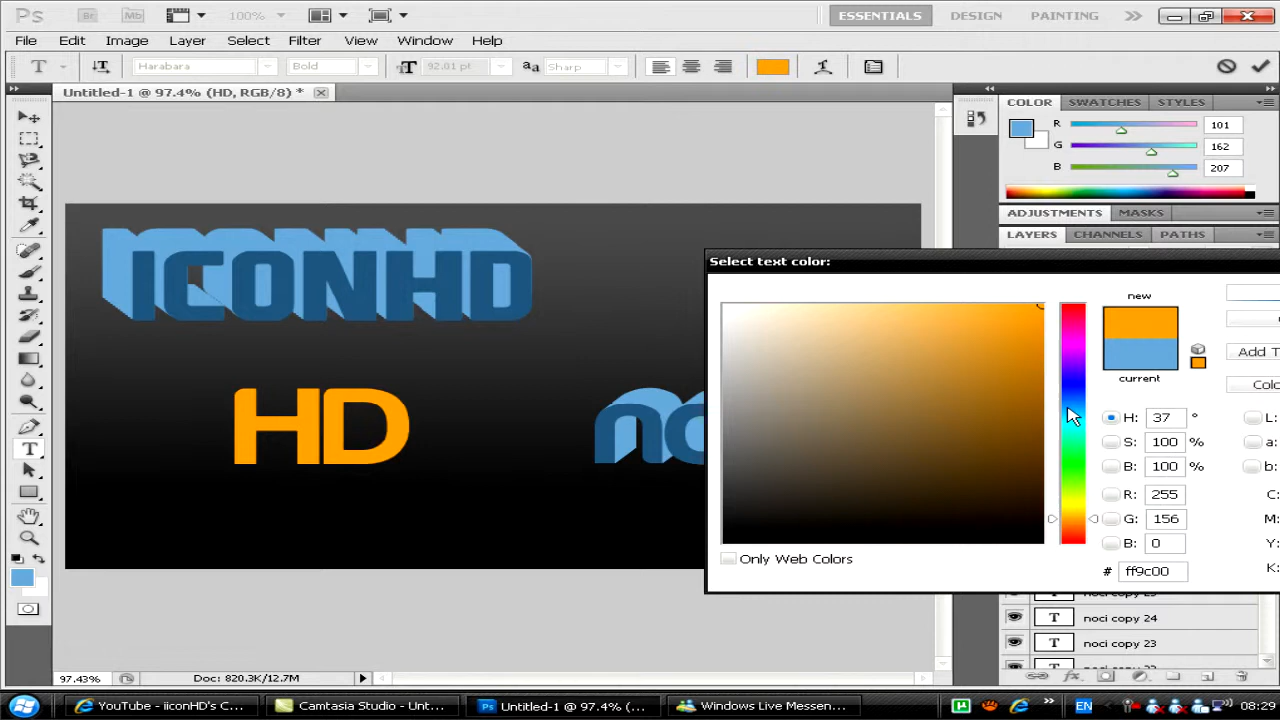 Ps Br Mb 100% ESSENTIALS DESIGN PAINTING
File Edit Image Layer Select Filter View Window Help
T Harabara Bold 92.01 pt aa Sharp
Untitled-1 @ 97.4% (HD, RGB/8) *
COLOR SWATCHES STYLES
R 101
G 162
B 207
ADJUSTMENTS MASKS
LAYERS CHANNELS PATHS
ICONHD
HD
Select text color:
new
current
Add T
Colo
H: 37 °
S: 100 %
B: 100 %
R: 255
G: 156
B: 0
# ff9c00
L:
a:
b:
C:
M:
Y:
K:
Only Web Colors
T noci copy 24
T noci copy 23
97.43% Doc: 820.3K/12.7M
YouTube - iiconHD's C... Camtasia Studio - Unt... Untitled-1 @ 97.4% (... Windows Live Messen... EN 08:29